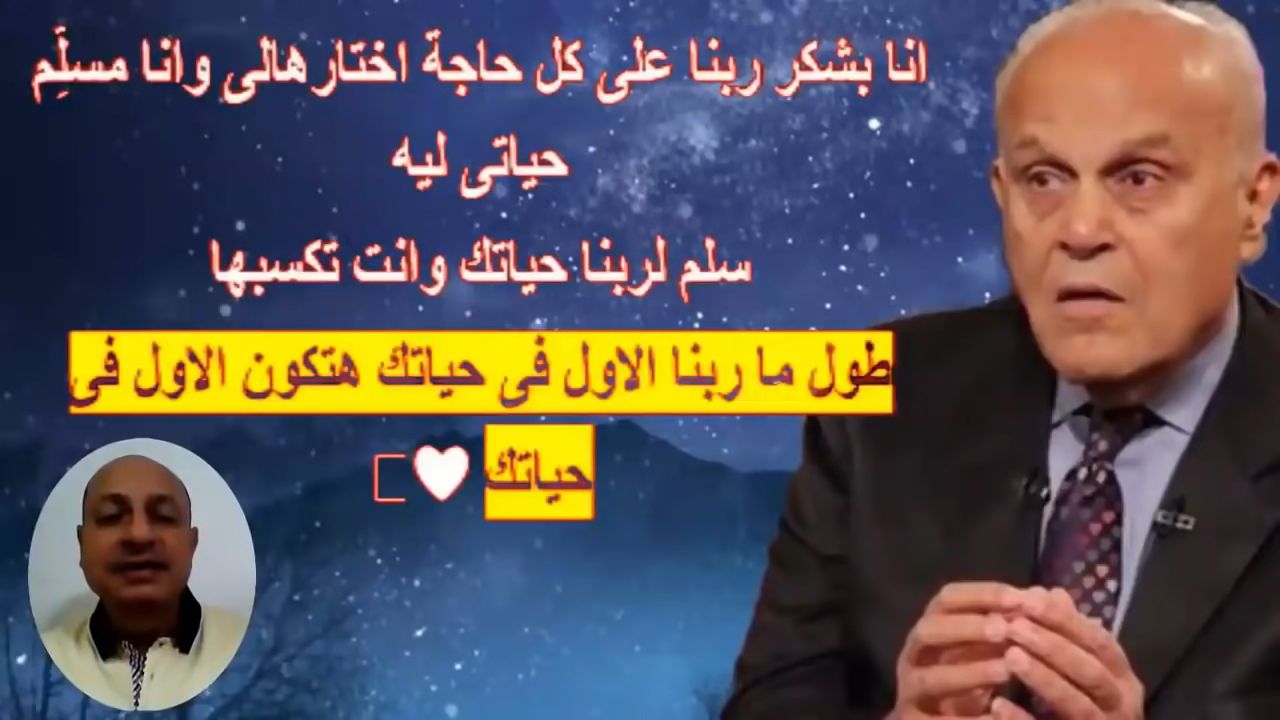 انا بشكر ربنا على كل حاجة اختارهالى وانا مسلِّم
حياتى ليه
سلم لربنا حياتك وانت تكسبها
طول ما ربنا الاول فى حياتك هتكون الاول فى
حياتك